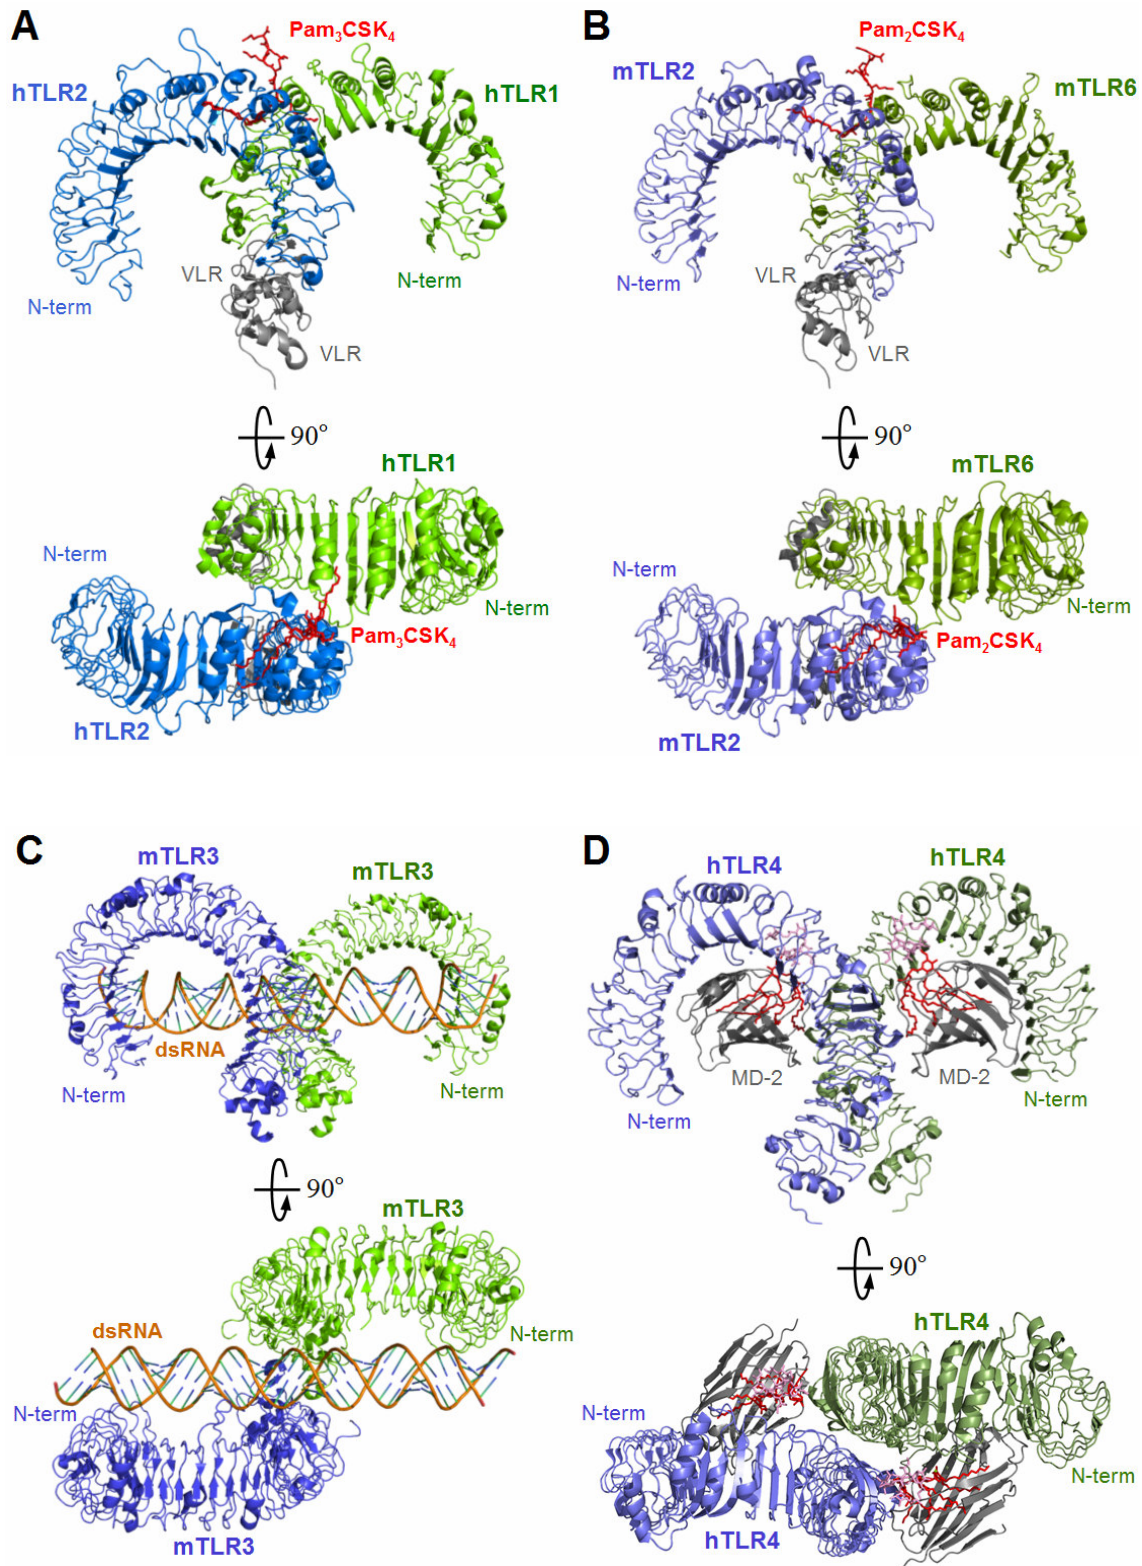 A
Pam₃CSK₄
hTLR2
hTLR1
VLR
N-term
N-term
VLR
90°
hTLR1
N-term
N-term
Pam₃CSK₄
hTLR2
B
Pam₂CSK₄
mTLR2
mTLR6
VLR
N-term
N-term
VLR
90°
mTLR6
N-term
N-term
Pam₂CSK₄
mTLR2
C
mTLR3
mTLR3
dsRNA
N-term
N-term
90°
mTLR3
dsRNA
N-term
N-term
mTLR3
D
hTLR4
hTLR4
MD-2
MD-2
N-term
N-term
90°
hTLR4
N-term
N-term
hTLR4